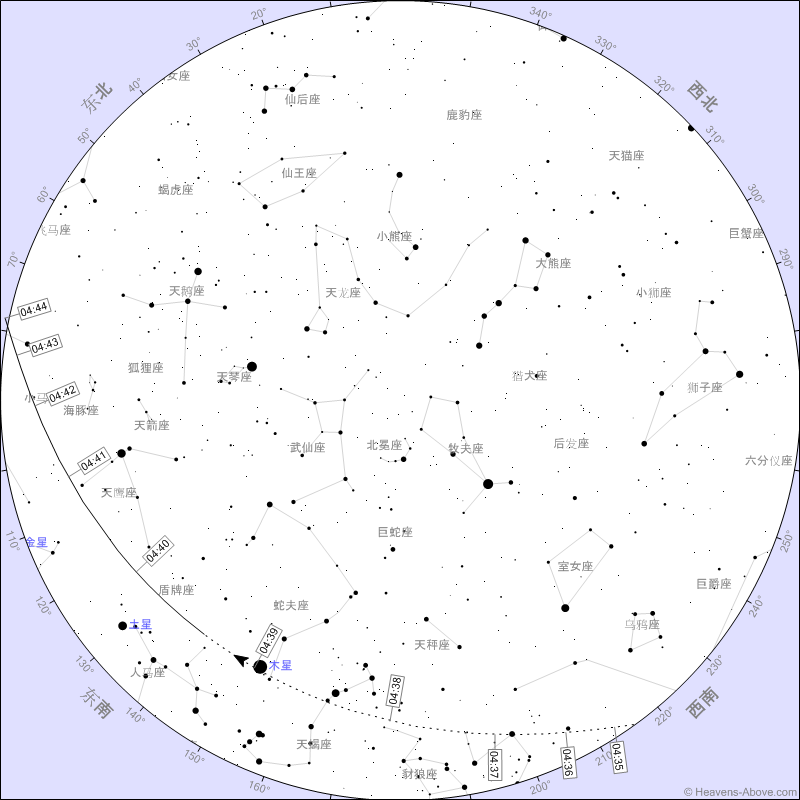 20°
340°
30°
330°
女座
仙后座
东北
40°
320°
西北
鹿豹座
50°
310°
天猫座
仙王座
蝎虎座
60°
300°
飞马座
小熊座
巨蟹座
大熊座
70°
290°
天鹅座
天龙座
小狮座
04:44
04:43
狐狸座
天琴座
猎犬座
狮子座
04:42
小马
海豚座
天箭座
武仙座
北冕座
牧夫座
后发座
04:41
六分仪座
天鹰座
巨蛇座
金星
110°
250°
04:40
室女座
盾牌座
巨爵座
120°
蛇夫座
240°
土星
乌鸦座
04:39
天秤座
木星
人马座
东南
04:38
西南
140°
220°
天蝎座
150°
04:37
04:36
04:35
210°
豺狼座
160°
200°
© Heavens-Above.com